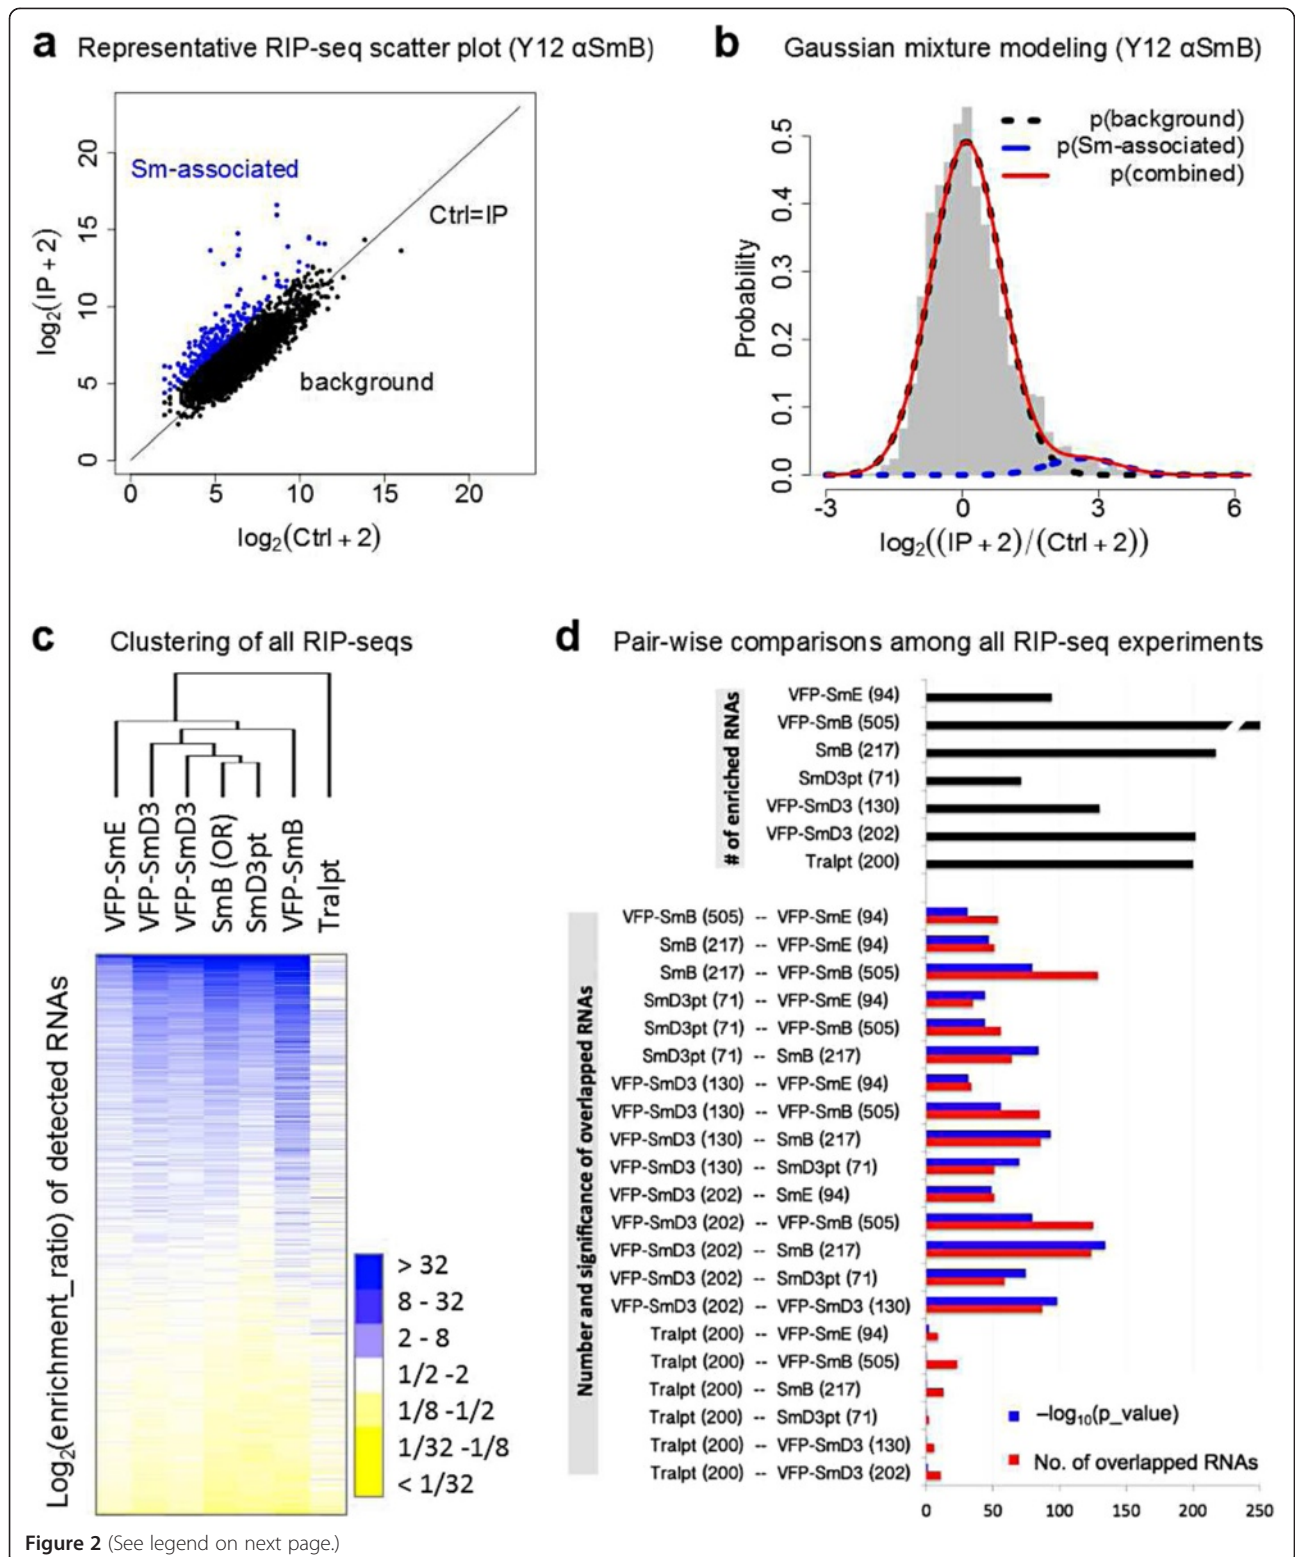 a Representative RIP-seq scatter plot (Y12 αSmB)
Sm-associated
Ctrl=IP
background
log2(IP + 2)
0 5 10 15 20
0 5 10 15 20
log2(Ctrl + 2)
b Gaussian mixture modeling (Y12 αSmB)
p(background)
p(Sm-associated)
p(combined)
Probability
0.0 0.1 0.2 0.3 0.4 0.5
-3 0 3 6
log2((IP + 2)/(Ctrl + 2))
c Clustering of all RIP-seqs
VFP-SmE
VFP-SmD3
VFP-SmD3
SmB (OR)
SmD3pt
VFP-SmB
Tralpt
Log2(enrichment_ratio) of detected RNAs
> 32
8 - 32
2 - 8
1/2 -2
1/8 -1/2
1/32 -1/8
< 1/32
d Pair-wise comparisons among all RIP-seq experiments
# of enriched RNAs
VFP-SmE (94)
VFP-SmB (505)
SmB (217)
SmD3pt (71)
VFP-SmD3 (130)
VFP-SmD3 (202)
Tralpt (200)
Number and significance of overlapped RNAs
VFP-SmB (505) -- VFP-SmE (94)
SmB (217) -- VFP-SmE (94)
SmB (217) -- VFP-SmB (505)
SmD3pt (71) -- VFP-SmE (94)
SmD3pt (71) -- VFP-SmB (505)
SmD3pt (71) -- SmB (217)
VFP-SmD3 (130) -- VFP-SmE (94)
VFP-SmD3 (130) -- VFP-SmB (505)
VFP-SmD3 (130) -- SmB (217)
VFP-SmD3 (130) -- SmD3pt (71)
VFP-SmD3 (202) -- SmE (94)
VFP-SmD3 (202) -- VFP-SmB (505)
VFP-SmD3 (202) -- SmB (217)
VFP-SmD3 (202) -- SmD3pt (71)
VFP-SmD3 (202) -- VFP-SmD3 (130)
Tralpt (200) -- VFP-SmE (94)
Tralpt (200) -- VFP-SmB (505)
Tralpt (200) -- SmB (217)
Tralpt (200) -- SmD3pt (71)
Tralpt (200) -- VFP-SmD3 (130)
Tralpt (200) -- VFP-SmD3 (202)
–log10(p_value)
No. of overlapped RNAs
0 50 100 150 200 250
Figure 2 (See legend on next page.)